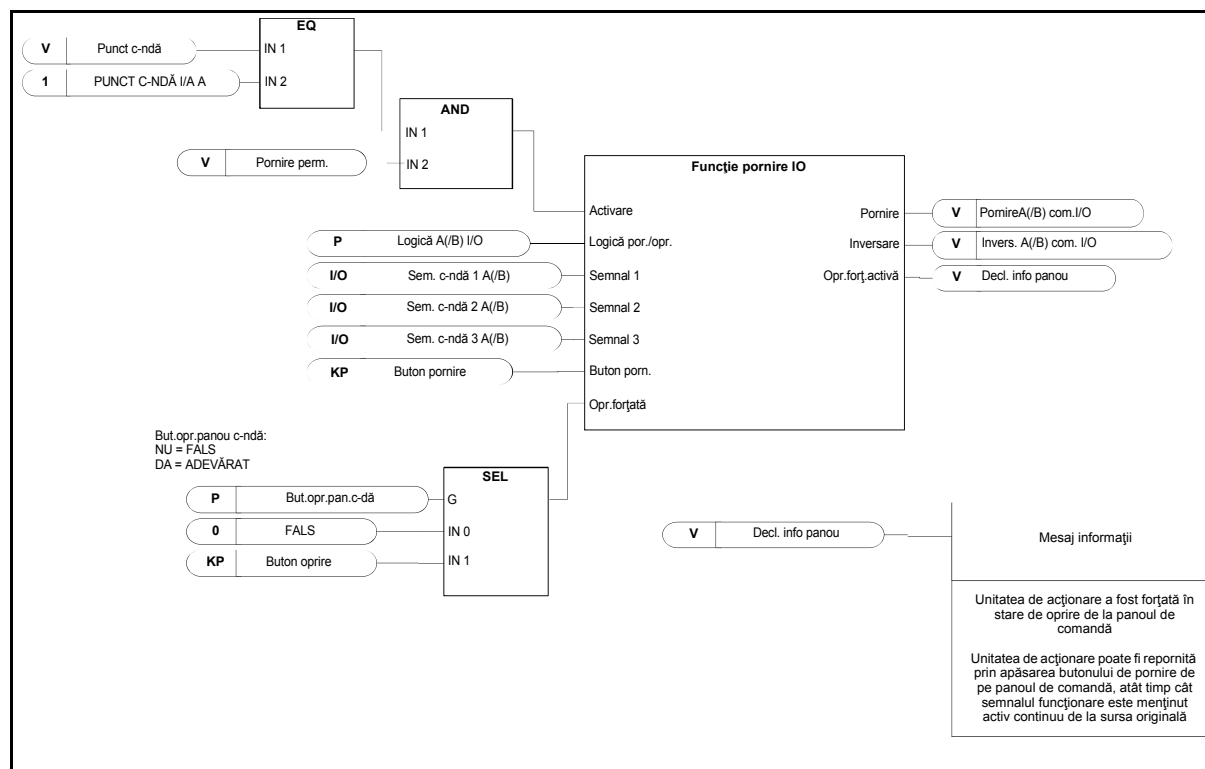 EQ
V Punct c-ndă
IN 1
1 PUNCT C-NDĂ I/A A
IN 2
AND
IN 1
V Pornire perm.
IN 2
Funcţie pornire IO
Activare
Pornire
V PornireA(/B) com.I/O
P Logică A(/B) I/O
Logică por./opr.
Inversare
V Invers. A(/B) com. I/O
I/O Sem. c-ndă 1 A(/B)
Semnal 1
Opr.forţ.activă
V Decl. info panou
I/O Sem. c-ndă 2 A(/B)
Semnal 2
I/O Sem. c-ndă 3 A(/B)
Semnal 3
KP Buton pornire
Buton porn.
Opr.forţată
But.opr.panou c-ndă:
NU = FALS
DA = ADEVĂRAT
SEL
P But.opr.pan.c-dă
G
0 FALS
IN 0
KP Buton oprire
IN 1
V Decl. info panou
Mesaj informaţii
Unitatea de acţionare a fost forţată în
stare de oprire de la panoul de
comandă
Unitatea de acţionare poate fi repornită
prin apăsarea butonului de pornire de
pe panoul de comandă, atât timp cât
semnalul funcţionare este menţinut
activ continuu de la sursa originală